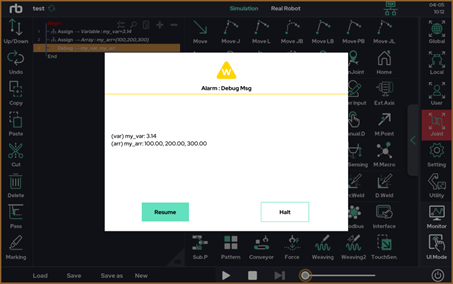 rb
test
Simulation
Real Robot
04-05
10:12
Up/Down
Undo
Copy
Paste
Cut
Delete
Pass
Marking
Assign - Variable: my_var=3.14
Assign - Array: my_arr={100,200,300}
Debug - my_var my_arr
End
Move
Move J
Move L
Move JB
Move LB
Move JL
Home
Ext.Axis
M.Point
M.Macro
D.Weld
Interface
Global
Local
User
Joint
Setting
Utility
Monitor
UI Mode
W
Alarm : Debug Msg
(var) my_var: 3.14
(arr) my_arr: 100.00, 200.00, 300.00
Resume
Halt
Sub.P
Pattern
Conveyor
Force
Weaving
Weaving2
TouchSen.
Load
Save
Save as
New